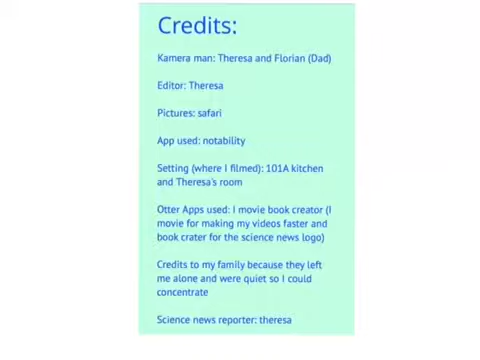 Credits:
Kamera man: Theresa and Florian (Dad)
Editor: Theresa
Pictures: safari
App used: notability
Setting (where I filmed): 101A kitchen
and Theresa's room
Otter Apps used: I movie book creator (I
movie for making my videos faster and
book crater for the science news logo)
Credits to my family because they left
me alone and were quiet so I could
concentrate
Science news reporter: theresa